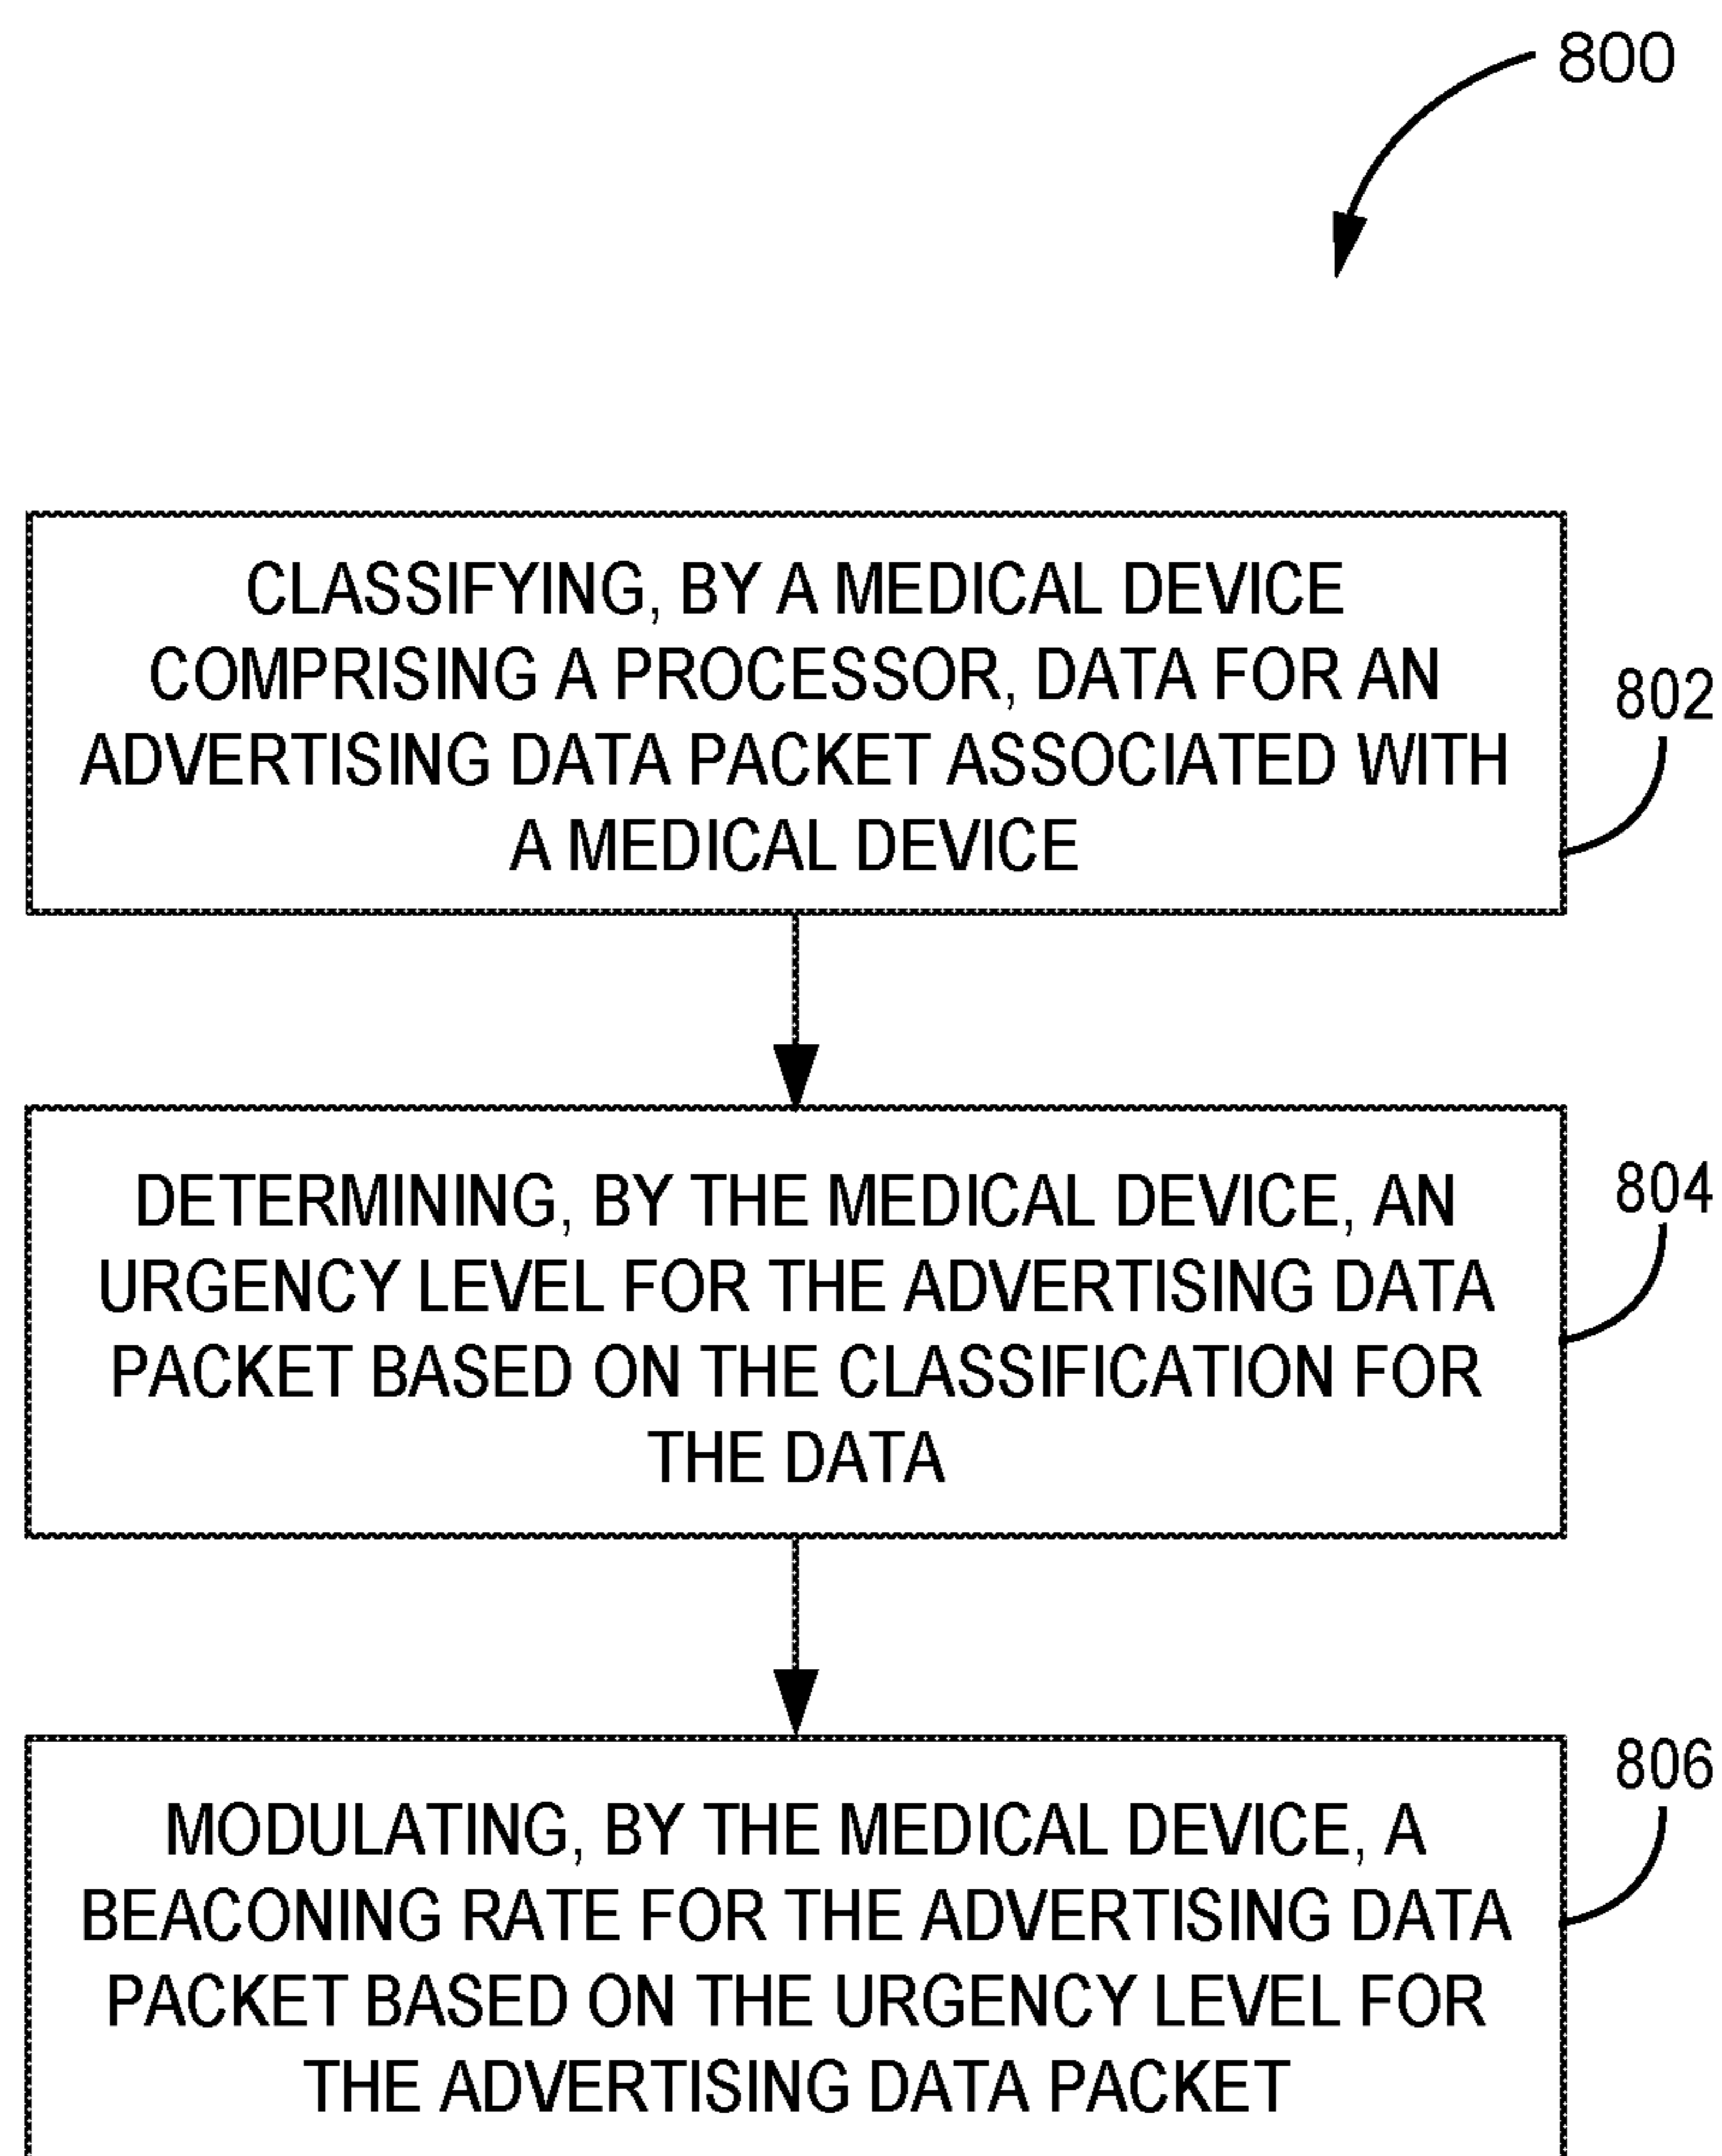 800
CLASSIFYING, BY A MEDICAL DEVICE
COMPRISING A PROCESSOR, DATA FOR AN
ADVERTISING DATA PACKET ASSOCIATED WITH
A MEDICAL DEVICE
802
DETERMINING, BY THE MEDICAL DEVICE, AN
URGENCY LEVEL FOR THE ADVERTISING DATA
PACKET BASED ON THE CLASSIFICATION FOR
THE DATA
804
MODULATING, BY THE MEDICAL DEVICE, A
BEACONING RATE FOR THE ADVERTISING DATA
PACKET BASED ON THE URGENCY LEVEL FOR
THE ADVERTISING DATA PACKET
806